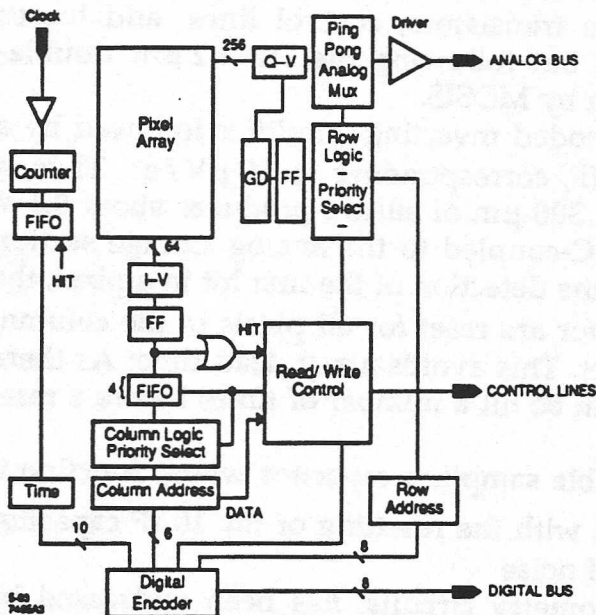 Clock
Counter
FIFO
HIT
Pixel
Array
256
Q-V
Ping
Pong
Analog
Mux
Driver
ANALOG BUS
GD
FF
Row
Logic
–
Priority
Select
–
64
I-V
FF
4{
FIFO
HIT
Read/Write
Control
CONTROL LINES
Column Logic
Priority Select
Time
Column Address
DATA
Row
Address
10
6
8
8
Digital
Encoder
DIGITAL BUS